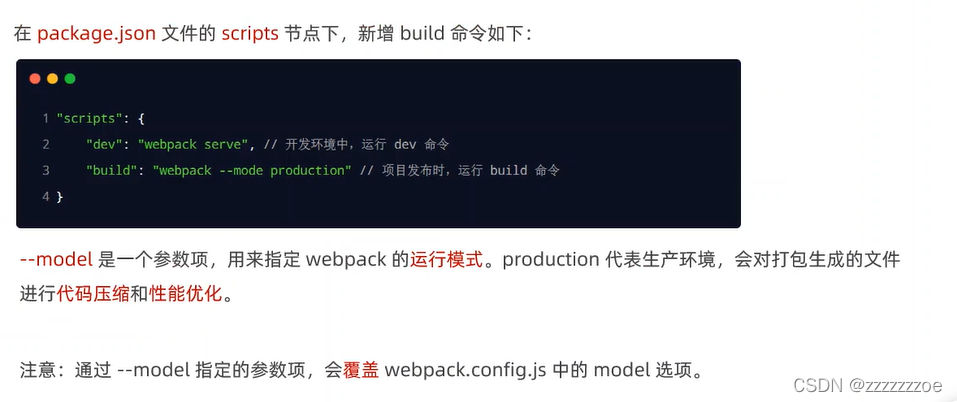 在 package.json 文件的 scripts 节点下，新增 build 命令如下：
1 "scripts": {
2 "dev": "webpack serve", // 开发环境中，运行 dev 命令
3 "build": "webpack --mode production" // 项目发布时，运行 build 命令
4 }
--model 是一个参数项，用来指定 webpack 的运行模式。production 代表生产环境，会对打包生成的文件
进行代码压缩和性能优化。
注意：通过 --model 指定的参数项，会覆盖 webpack.config.js 中的 model 选项。
CSDN @zzzzzzzoe